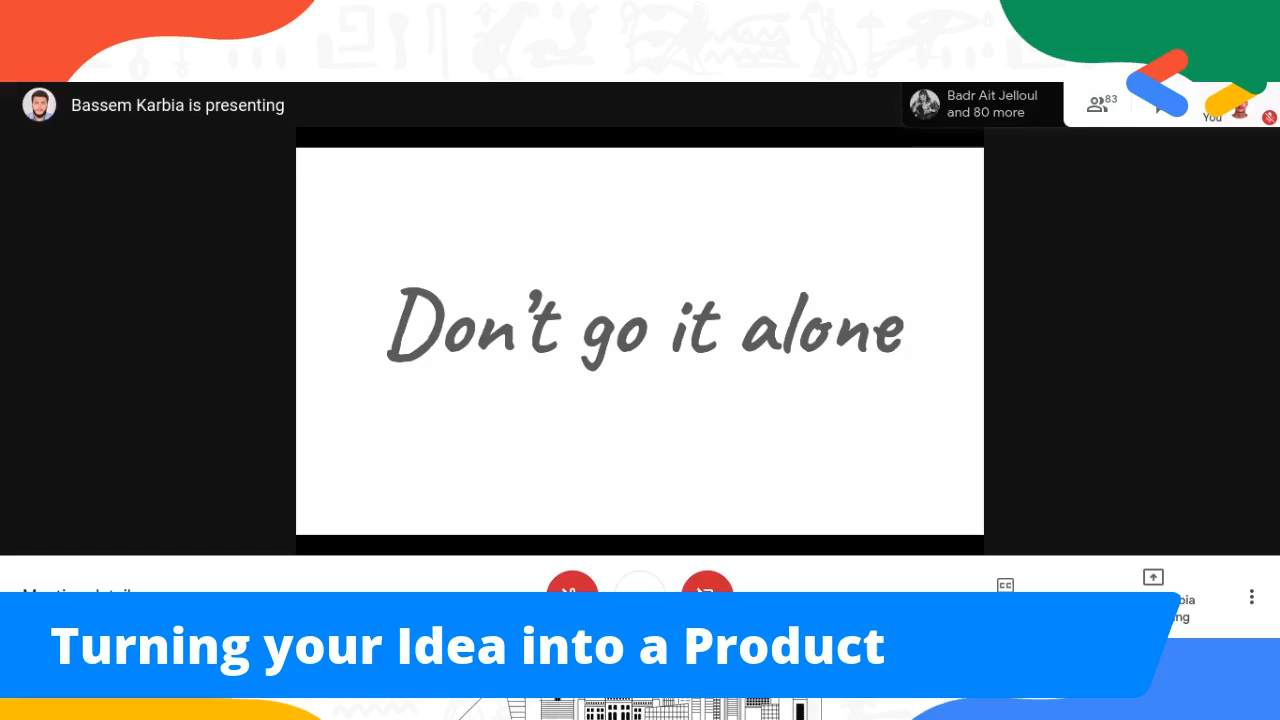 Bassem Karbia is presenting
Badr Ait Jelloul
and 80 more
83
You
Don't go it alone
CC
Turning your Idea into a Product